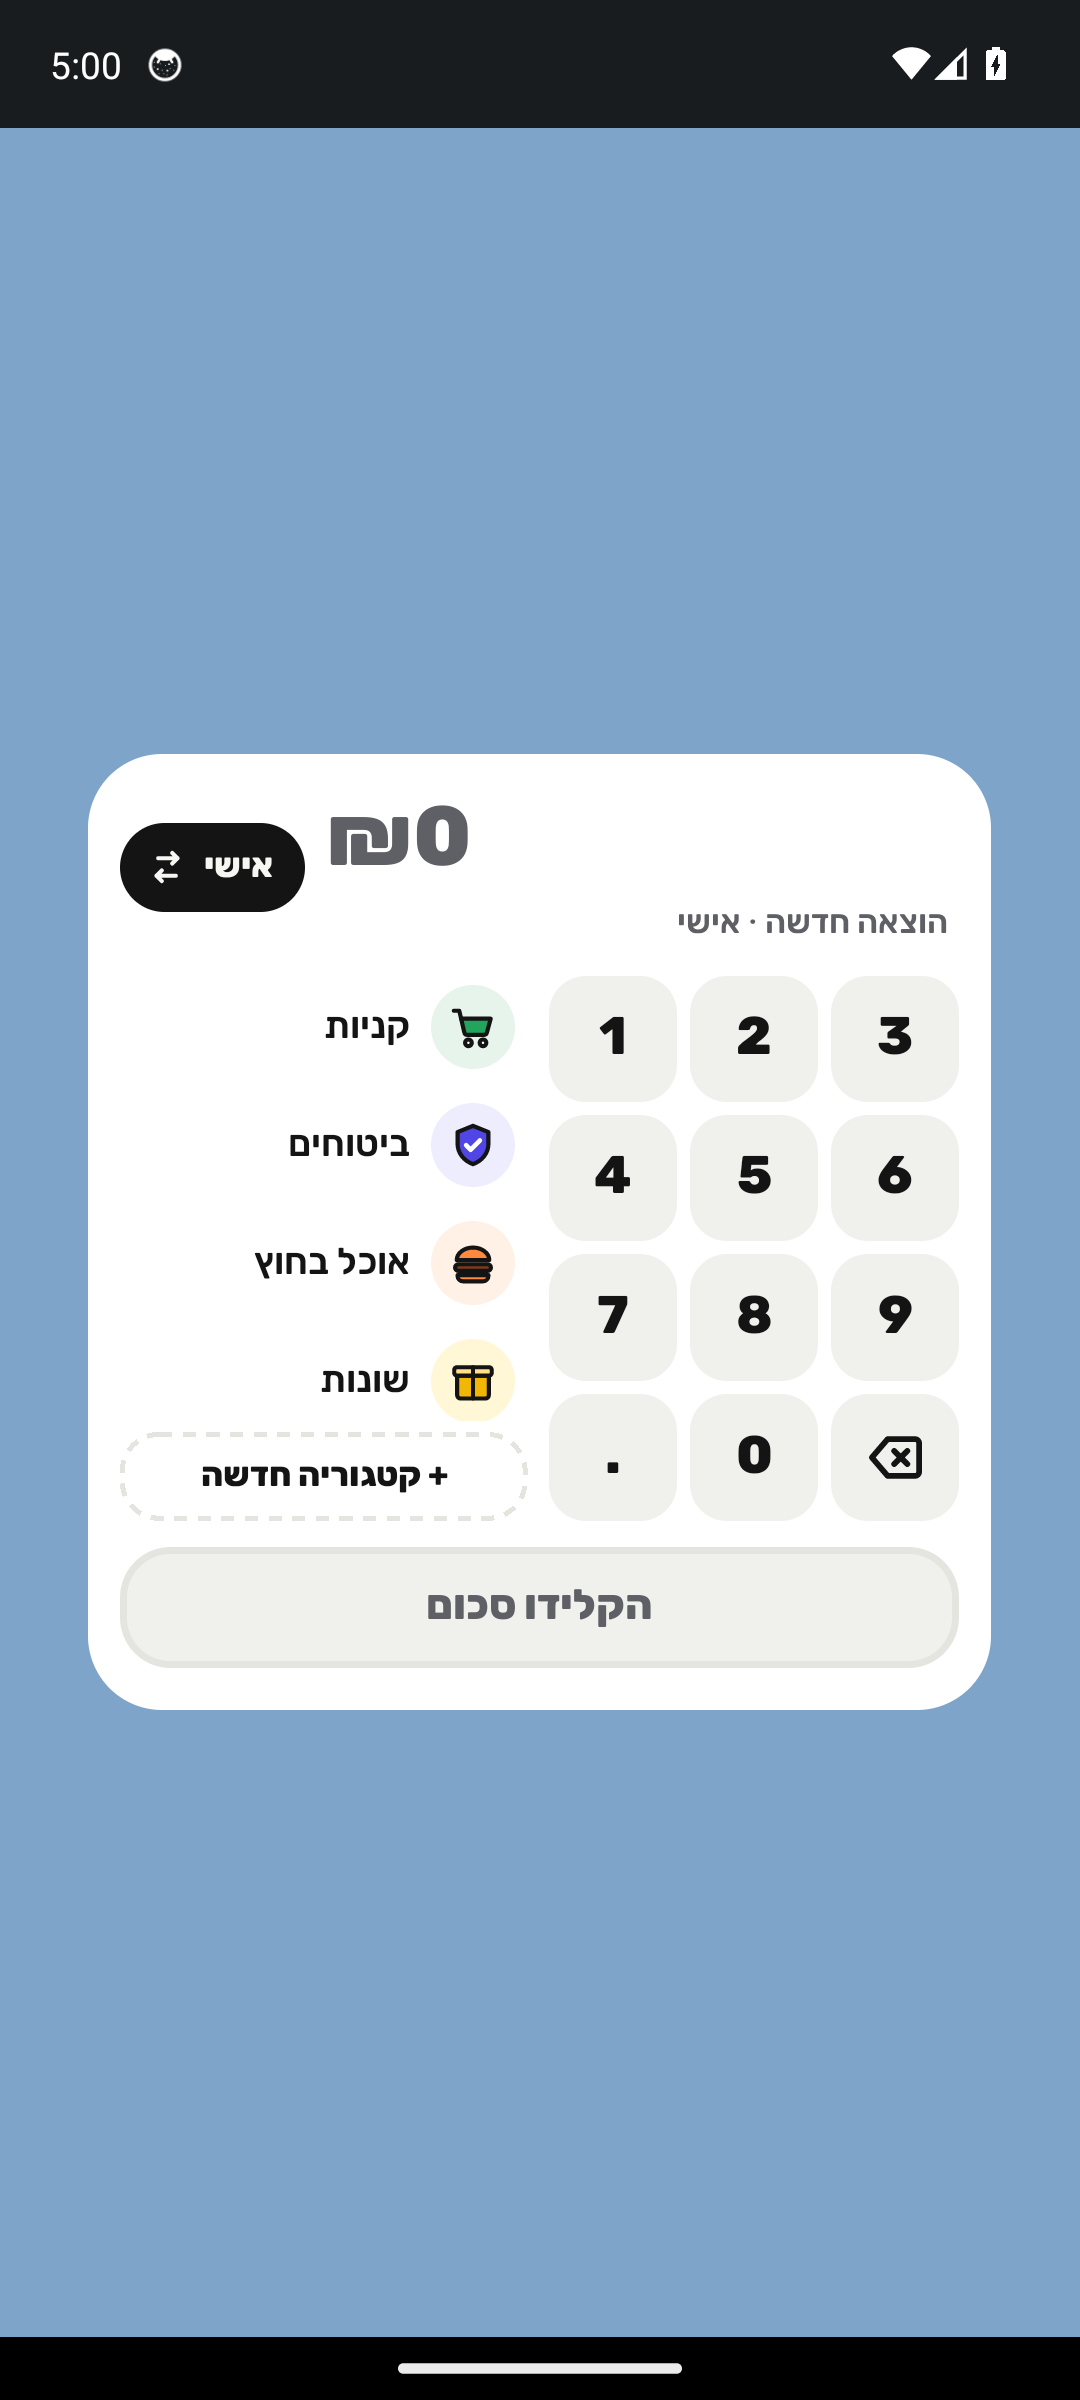 5:00
₪0
אישי
הוצאה חדשה · אישי
1 2 3
4 5 6
7 8 9
. 0
קניות
ביטוחים
אוכל בחוץ
שונות
+ קטגוריה חדשה
הקלידו סכום